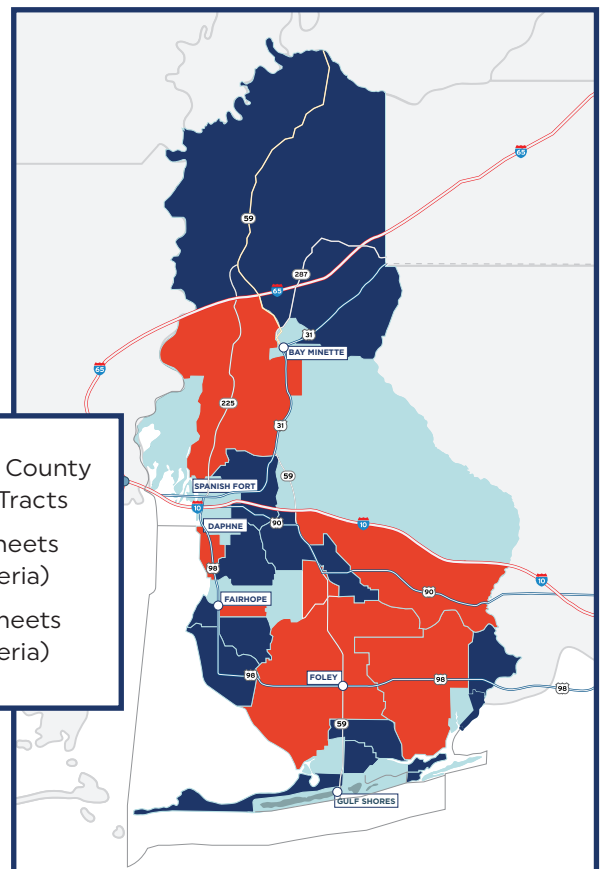 65
59
287
65
31
BAY MINETTE
65
225
31
County
Tracts
neets
eria)
neets
eria)
59
SPANISH FORT
10
DAPHNE
90
10
10
98
90
FAIRHOPE
98
98
98
FOLEY
59
GULF SHORES